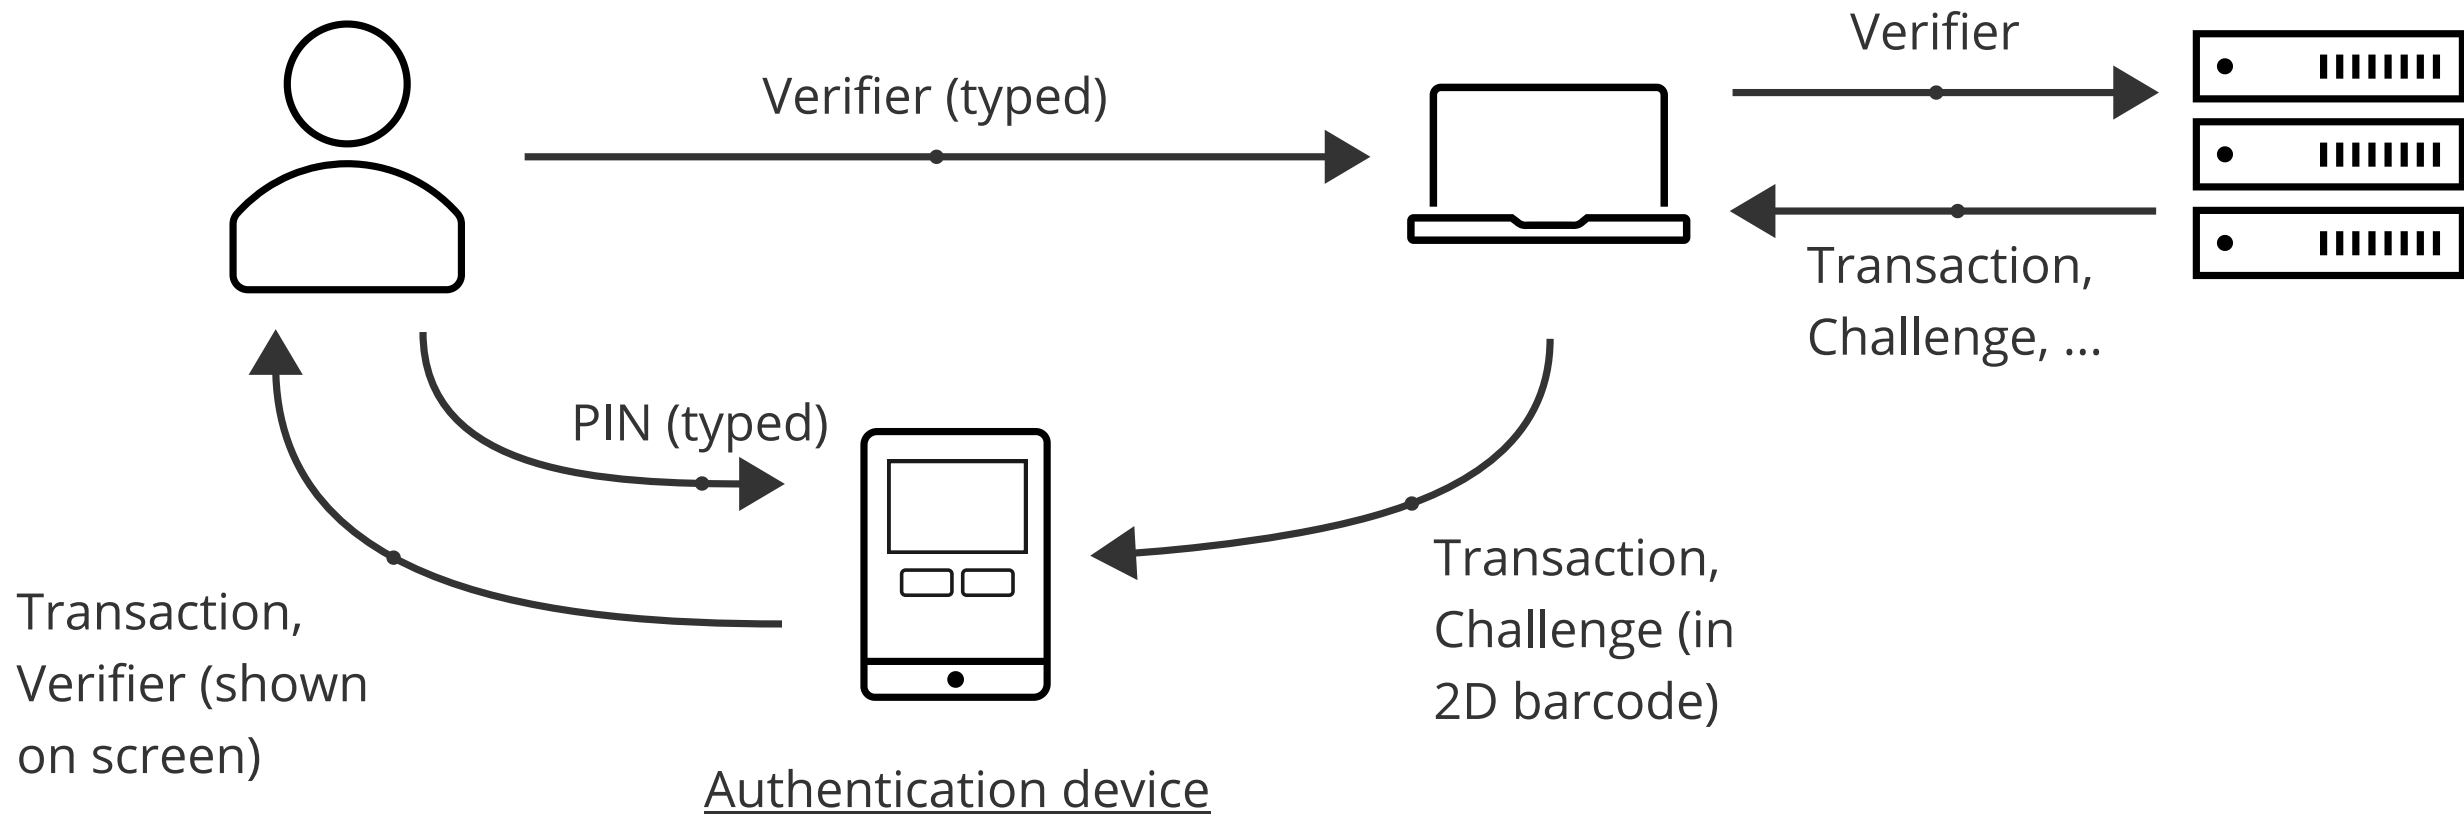 Verifier
Verifier (typed)
Transaction,
Challenge, ...
PIN (typed)
Transaction,
Challenge (in
2D barcode)
Transaction,
Verifier (shown
on screen)
Authentication device